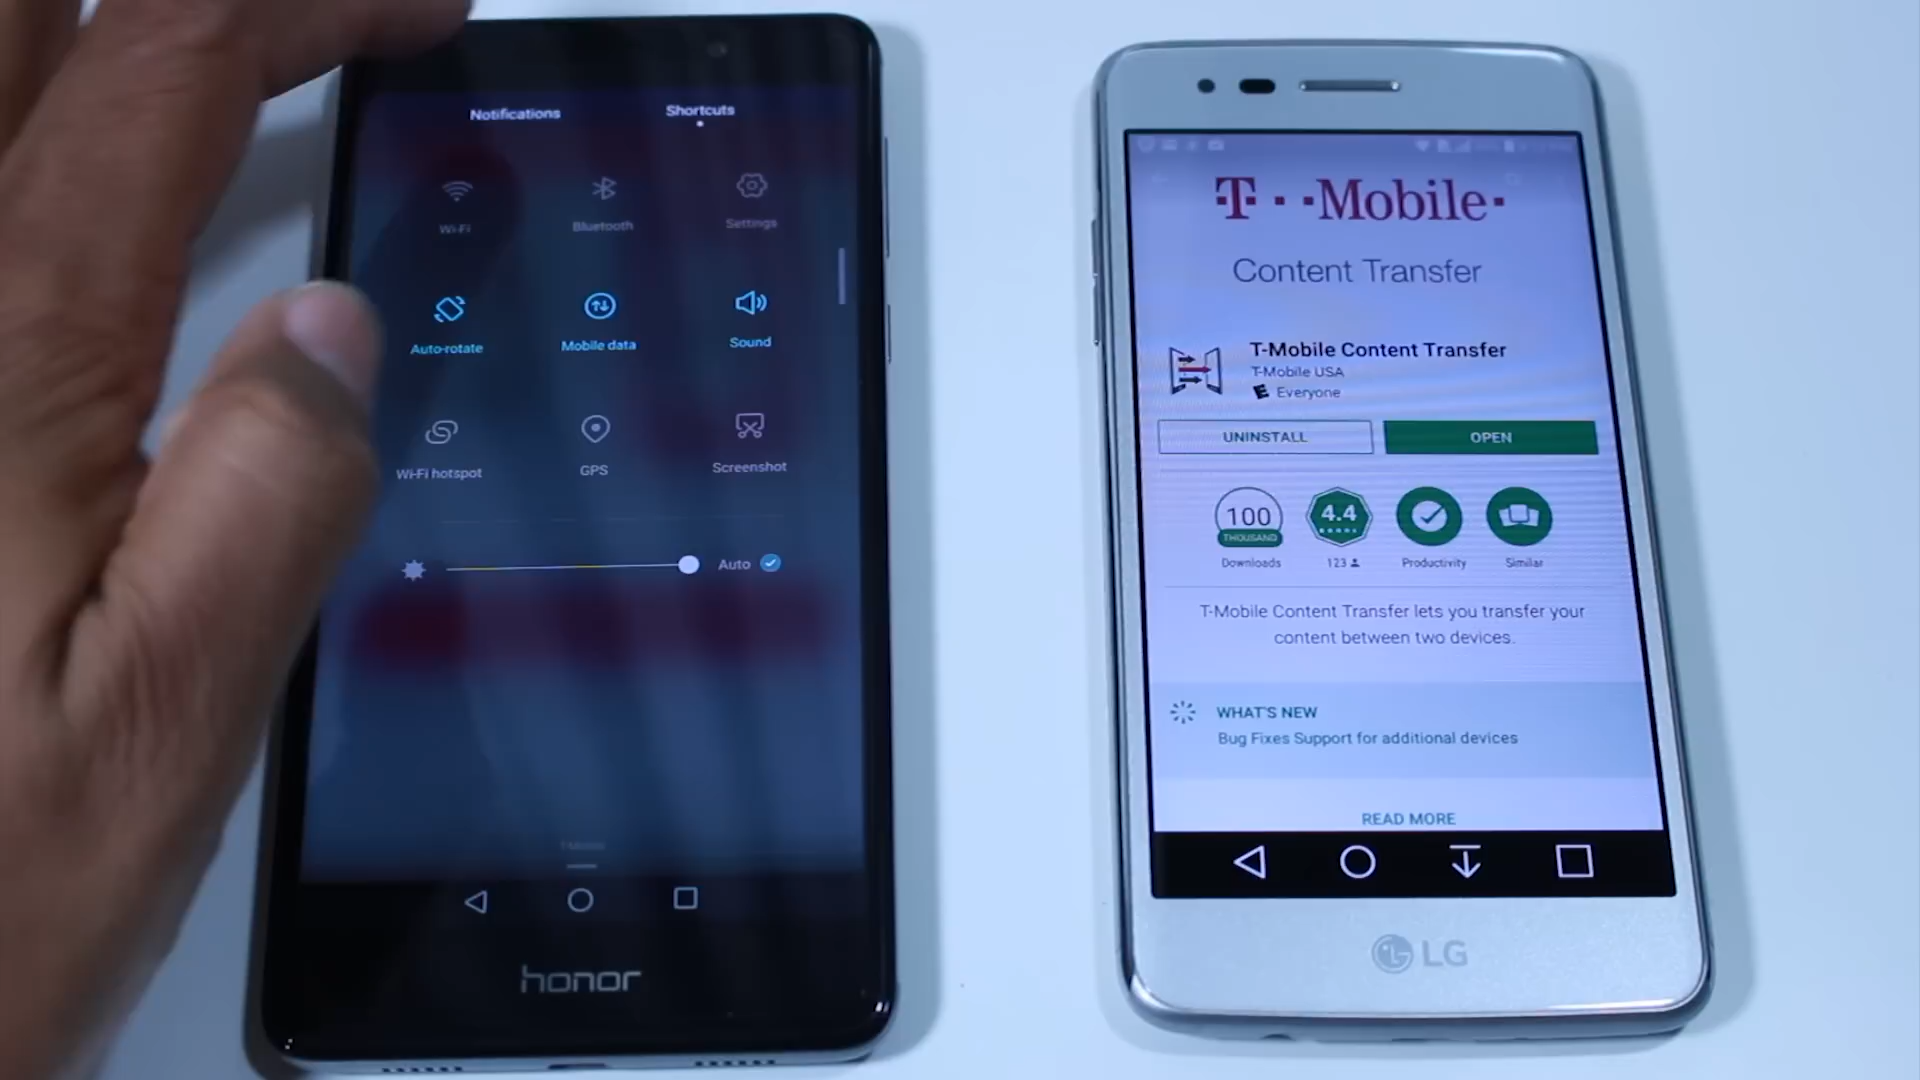 Notifications
Shortcuts
Wi-Fi
Bluetooth
Settings
Auto-rotate
Mobile data
Sound
Wi-Fi hotspot
GPS
Screenshot
Auto
honor
T··Mobile·
Content Transfer
T-Mobile Content Transfer
T-Mobile USA
E Everyone
UNINSTALL
OPEN
100
THOUSAND
Downloads
4.4
123
Productivity
Similar
T-Mobile Content Transfer lets you transfer your
content between two devices.
WHAT'S NEW
Bug Fixes Support for additional devices
READ MORE
LG